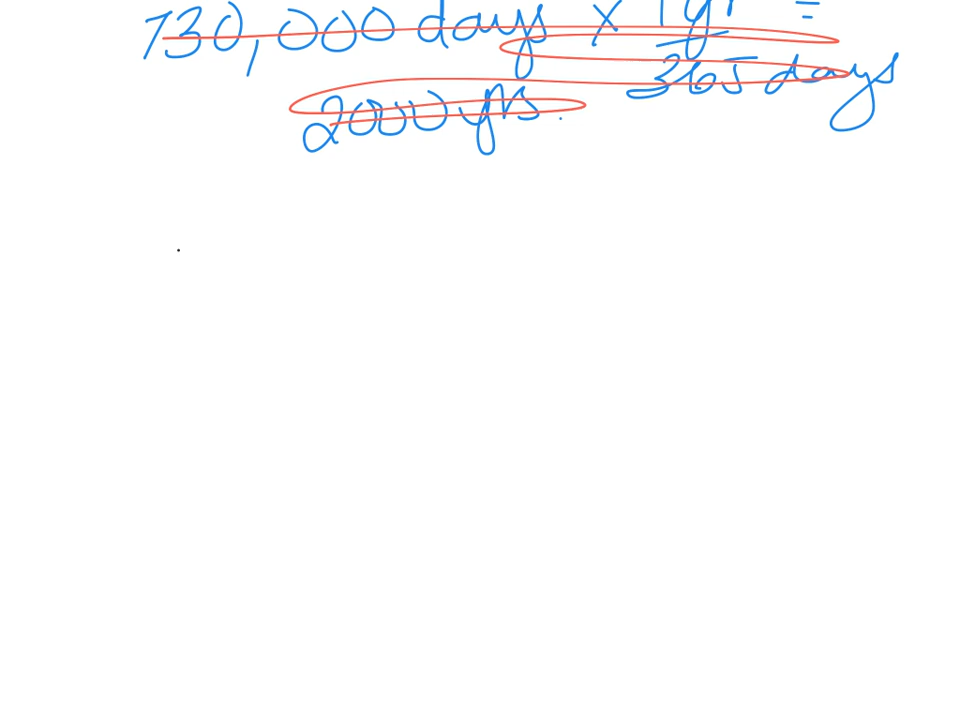 730,000 days x 1 yr =
365 days
2000 yrs.